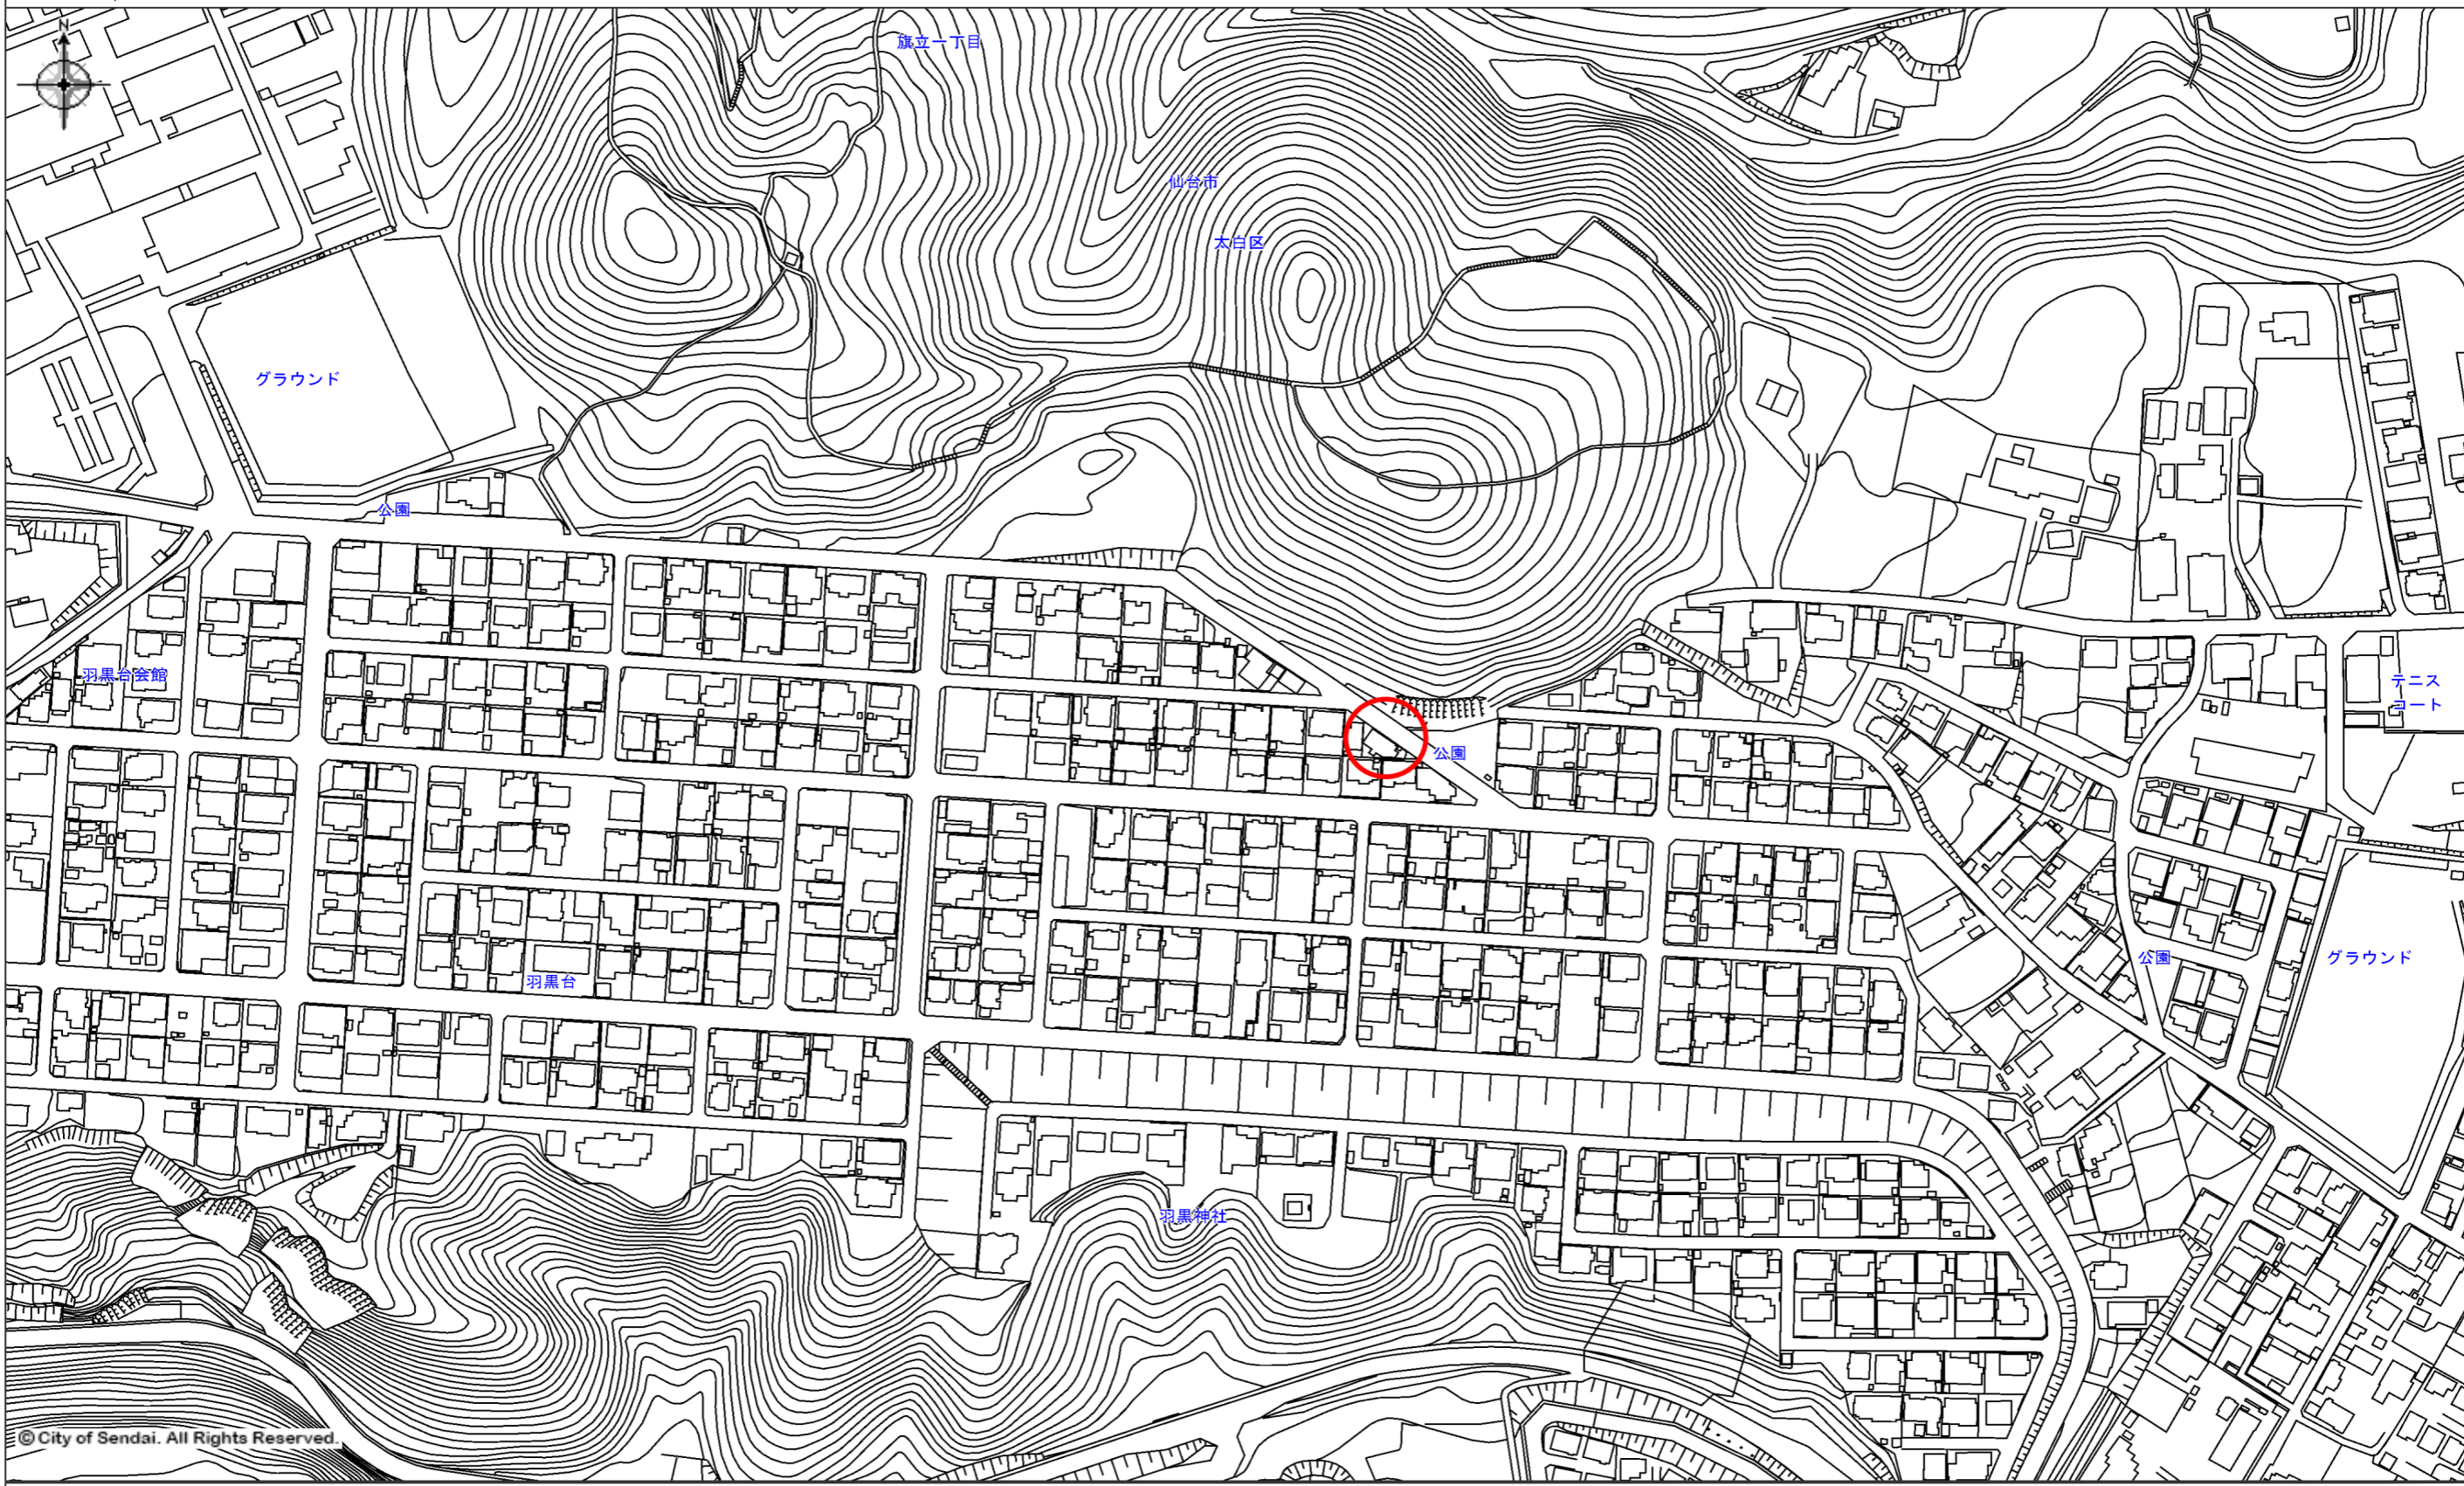 N
旗立一丁目
仙台市
太白区
グラウンド
公園
羽黒台会館
テニス
コート
公園
公園
グラウンド
羽黒台
羽黒神社
©City of Sendai. All Rights Reserved.